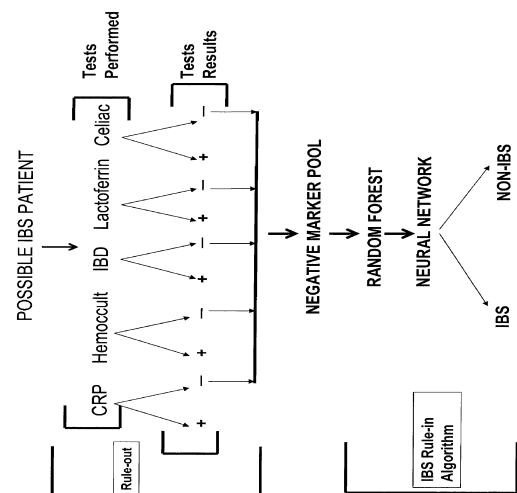 POSSIBLE IBS PATIENT
CRP Hemoccult IBD Lactoferrin Celiac
Tests
Performed
+ – + – + – + – + –
Tests
Results
Rule-out
NEGATIVE MARKER POOL
RANDOM FOREST
NEURAL NETWORK
IBS NON-IBS
IBS Rule-in
Algorithm